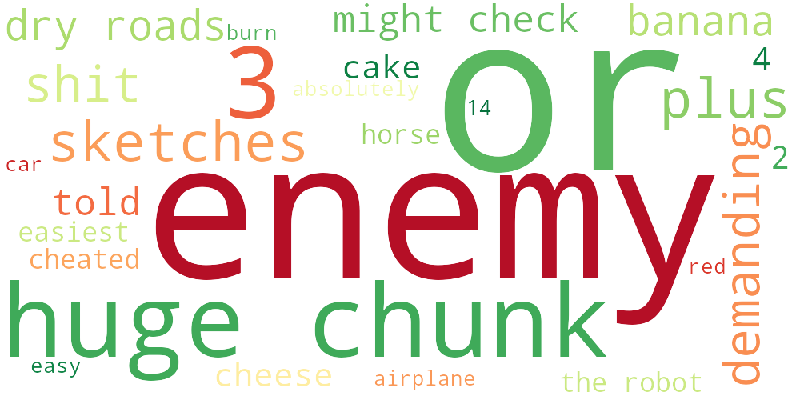 dry roads
burn
might check
banana
shit
3
cake
absolutely
or
4
plus
14
sketches
horse
2
car
enemy
demanding
told
easiest
cheated
red
huge chunk
easy
cheese
airplane
the robot